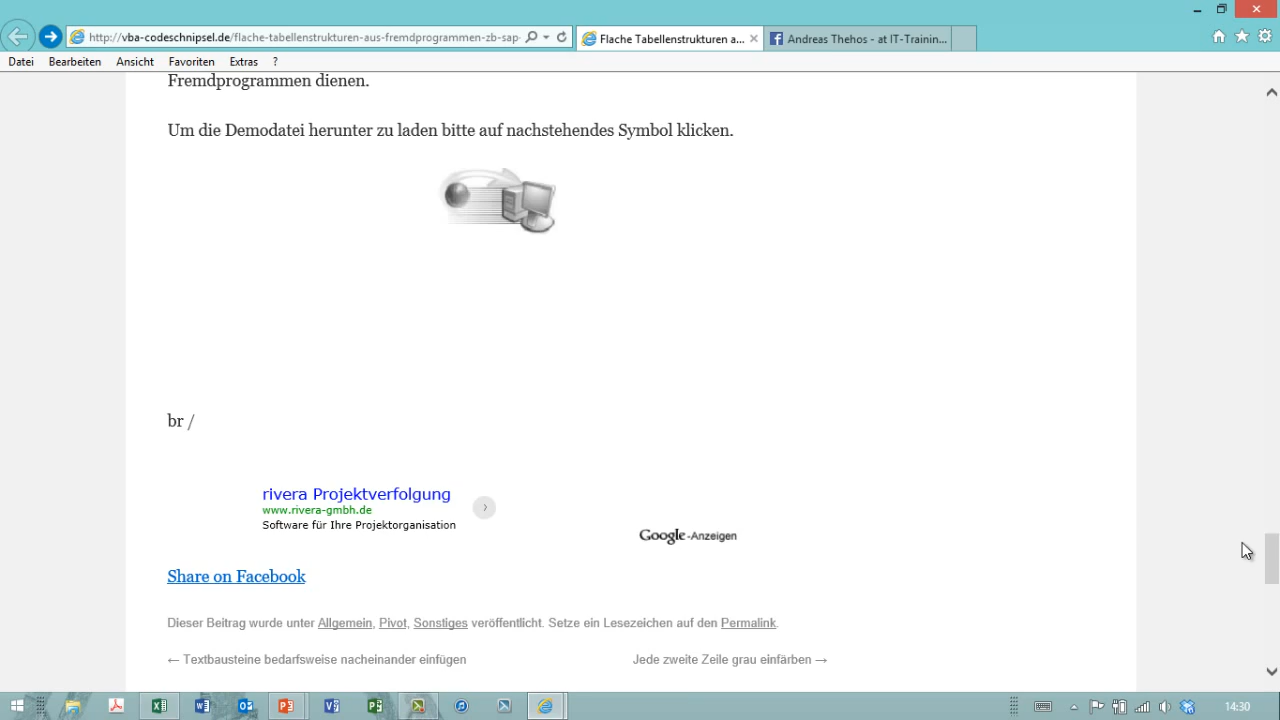 http://vba-codeschnipsel.de/flache-tabellenstrukturen-aus-fremdprogrammen-zb-sap-
Flache Tabellenstrukturen a...
Andreas Thehos - at IT-Trainin...
Datei Bearbeiten Ansicht Favoriten Extras ?
Fremdprogrammen dienen.
Um die Demodatei herunter zu laden bitte auf nachstehendes Symbol klicken.
br /
rivera Projektverfolgung
www.rivera-gmbh.de
Software für Ihre Projektorganisation
Google-Anzeigen
Share on Facebook
Dieser Beitrag wurde unter Allgemein, Pivot, Sonstiges veröffentlicht. Setze ein Lesezeichen auf den Permalink.
← Textbausteine bedarfsweise nacheinander einfügen
Jede zweite Zeile grau einfärben →
14:30